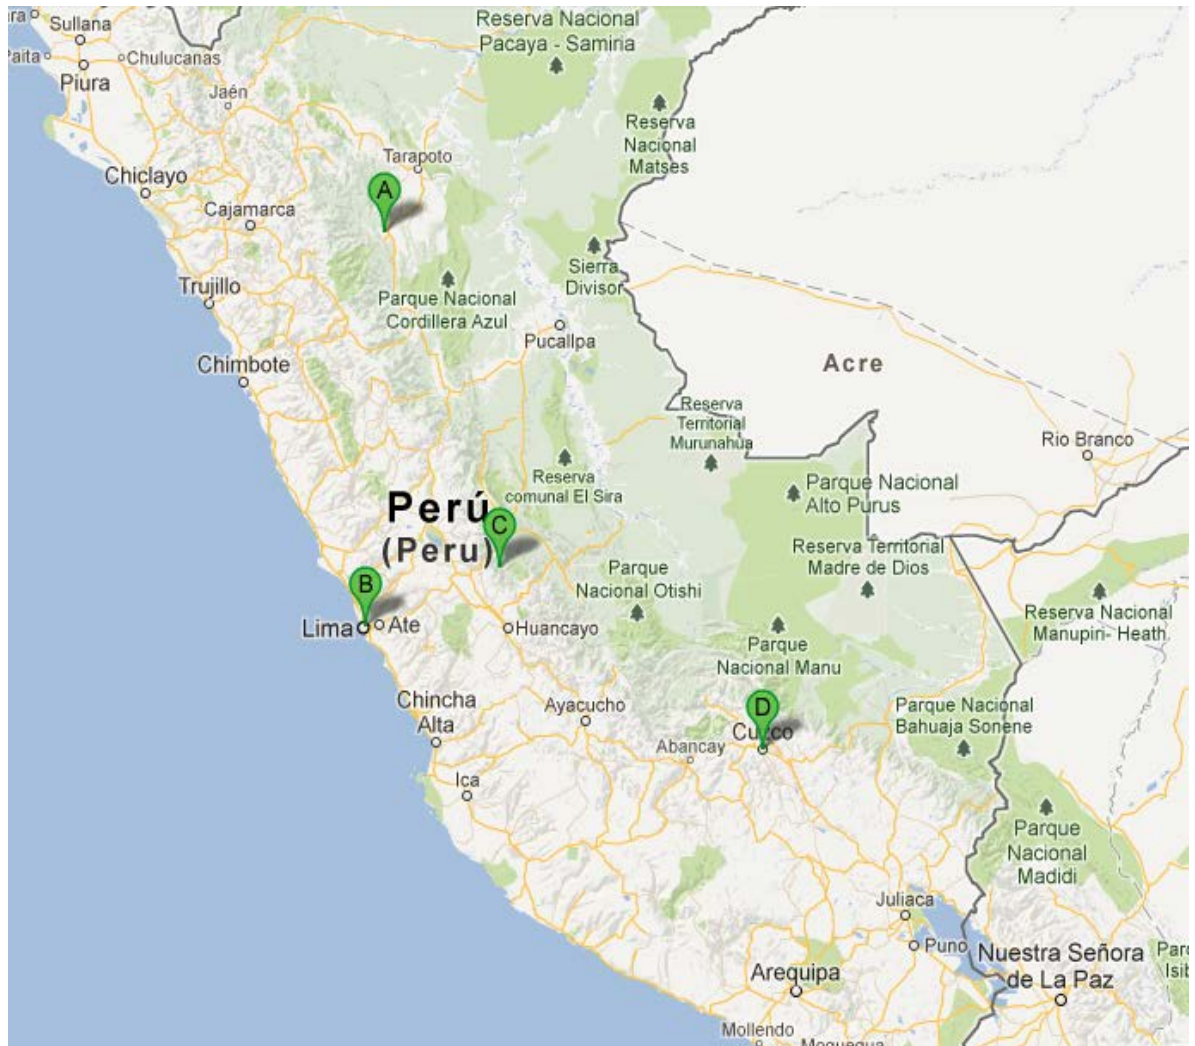 Sullana
Paita
Piura
Chulucanas
Jaén
Reserva Nacional
Pacaya - Samiria
Reserva
Nacional
Matses
Tarapoto
A
Chiclayo
Cajamarca
Sierra
Divisor
Trujillo
Parque Nacional
Cordillera Azul
Pucallpa
Chimbote
Acre
Reserva
Territorial
Murunahua
Rio Branco
Reserva
comunal El Sira
Parque Nacional
Alto Purus
Perú
(Peru)
C
Reserva Territorial
Madre de Dios
Parque
Nacional Otishi
B
Lima
Ate
Huancayo
Reserva Nacional
Manupiri- Heath
Parque
Nacional Manu
Chincha
Alta
Ayacucho
D
Cuzco
Abancay
Parque Nacional
Bahuaja Sonene
Ica
Parque
Nacional
Madidi
Juliaca
Puno
Nuestra Señora
de La Paz
Arequipa
Mollendo